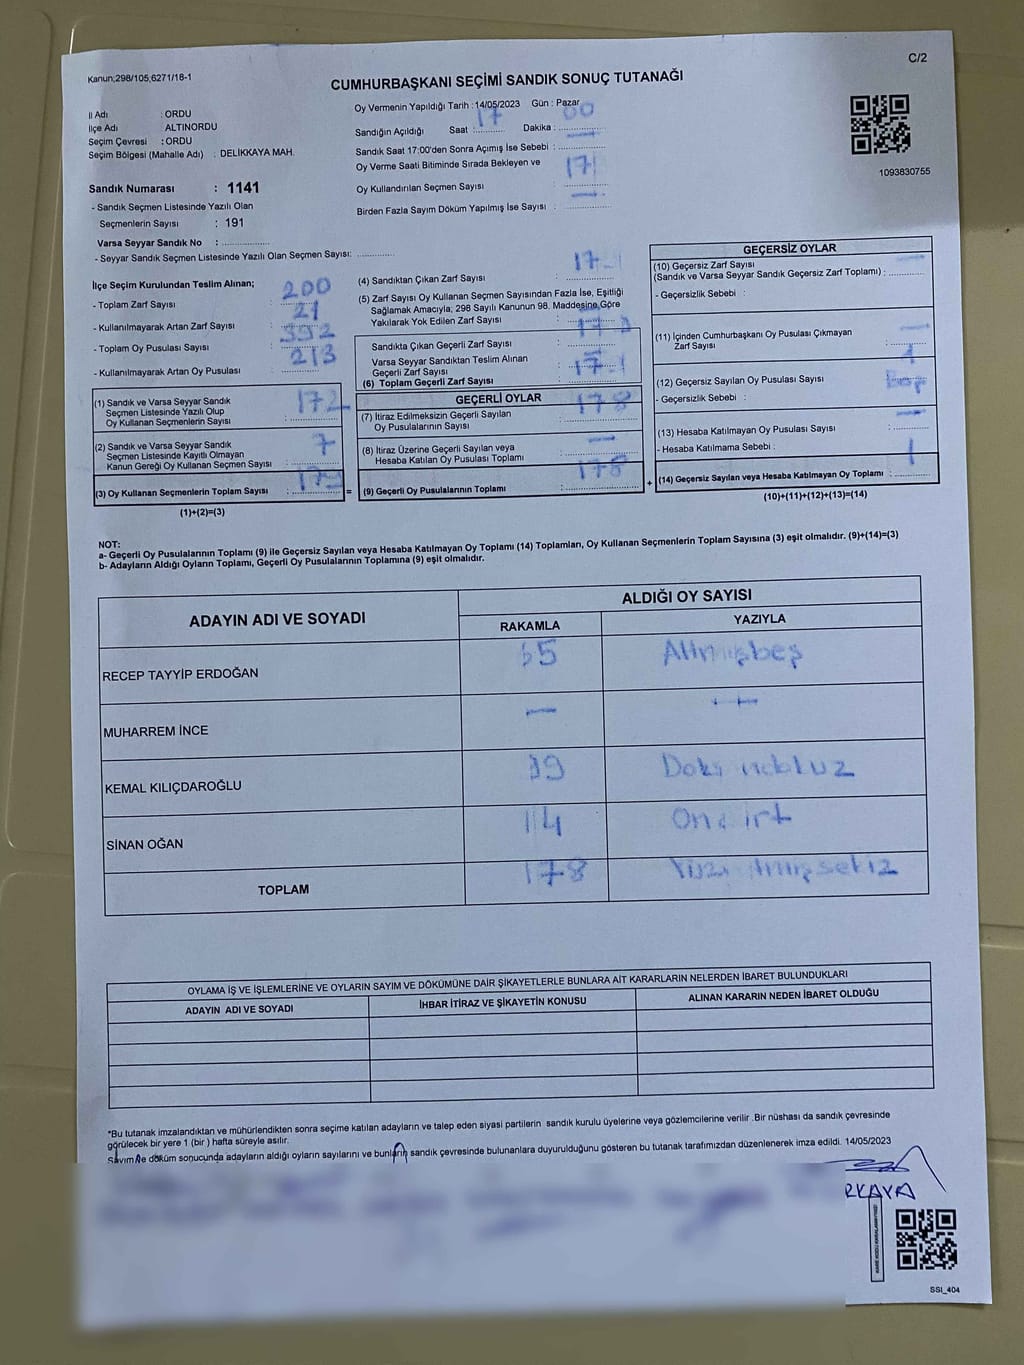 Kanun;298/105;6271/18-1
C/2
CUMHURBAŞKANI SEÇİMİ SANDIK SONUÇ TUTANAĞI
İl Adı : ORDU
İlçe Adı : ALTINORDU
Seçim Çevresi : ORDU
Seçim Bölgesi (Mahalle Adı) : DELİKKAYA MAH.
Sandık Numarası : 1141
- Sandık Seçmen Listesinde Yazılı Olan
Seçmenlerin Sayısı : 191
Varsa Seyyar Sandık No : ....................
- Seyyar Sandık Seçmen Listesinde Yazılı Olan Seçmen Sayısı: ............
Oy Vermenin Yapıldığı Tarih : 14/05/2023 Gün : Pazar
Sandığın Açıldığı Saat : 17 Dakika : 00
Sandık Saat 17:00'den Sonra Açımış İse Sebebi : —
Oy Verme Saati Bitiminde Sırada Bekleyen ve
Oy Kullandırılan Seçmen Sayısı :
Birden Fazla Sayım Döküm Yapılmış İse Sayısı : —
1093830755
İlçe Seçim Kurulundan Teslim Alınan;
- Toplam Zarf Sayısı : 200
- Kullanılmayarak Artan Zarf Sayısı : 21
- Toplam Oy Pusulası Sayısı : 392
- Kullanılmayarak Artan Oy Pusulası : 213
(1) Sandık ve Varsa Seyyar Sandık
Seçmen Listesinde Yazılı Olup
Oy Kullanan Seçmenlerin Sayısı : 172
(2) Sandık ve Varsa Seyyar Sandık
Seçmen Listesinde Kayıtlı Olmayan
Kanun Gereği Oy Kullanan Seçmen Sayısı : 7
(3) Oy Kullanan Seçmenlerin Toplam Sayısı :
=
(1)+(2)=(3)
(4) Sandıktan Çıkan Zarf Sayısı :
(5) Zarf Sayısı Oy Kullanan Seçmen Sayısından Fazla İse, Eşitliği
Sağlamak Amacıyla, 298 Sayılı Kanunun 98. Maddesine Göre
Yakılarak Yok Edilen Zarf Sayısı :
Sandıkta Çıkan Geçerli Zarf Sayısı :
Varsa Seyyar Sandıktan Teslim Alınan
Geçerli Zarf Sayısı : —
(6) Toplam Geçerli Zarf Sayısı :
GEÇERLİ OYLAR
(7) İtiraz Edilmeksizin Geçerli Sayılan
Oy Pusulalarının Sayısı : 178
(8) İtiraz Üzerine Geçerli Sayılan veya
Hesaba Katılan Oy Pusulası Toplamı : —
(9) Geçerli Oy Pusulalarının Toplamı : 178
+
GEÇERSİZ OYLAR
(10) Geçersiz Zarf Sayısı
(Sandık ve Varsa Seyyar Sandık Geçersiz Zarf Toplamı) : —
- Geçersizlik Sebebi :
(11) İçinden Cumhurbaşkanı Oy Pusulası Çıkmayan
Zarf Sayısı : —
(12) Geçersiz Sayılan Oy Pusulası Sayısı : 1
- Geçersizlik Sebebi : Boş
(13) Hesaba Katılmayan Oy Pusulası Sayısı : —
- Hesaba Katılmama Sebebi :
(14) Geçersiz Sayılan veya Hesaba Katılmayan Oy Toplamı : 1
(10)+(11)+(12)+(13)=(14)
NOT:
a- Geçerli Oy Pusulalarının Toplamı (9) ile Geçersiz Sayılan veya Hesaba Katılmayan Oy Toplamı (14) Toplamları, Oy Kullanan Seçmenlerin Toplam Sayısına (3) eşit olmalıdır. (9)+(14)=(3)
b- Adayların Aldığı Oyların Toplamı, Geçerli Oy Pusulalarının Toplamına (9) eşit olmalıdır.
ADAYIN ADI VE SOYADI
ALDIĞI OY SAYISI
RAKAMLA YAZIYLA
RECEP TAYYİP ERDOĞAN 65 Altmışbeş
MUHARREM İNCE — —
KEMAL KILIÇDAROĞLU 99
SİNAN OĞAN 14 Ondört
TOPLAM 178
OYLAMA İŞ VE İŞLEMLERİNE VE OYLARIN SAYIM VE DÖKÜMÜNE DAİR ŞİKAYETLERLE BUNLARA AİT KARARLARIN NELERDEN İBARET BULUNDUKLARI
ADAYIN ADI VE SOYADI İHBAR İTİRAZ VE ŞİKAYETİN KONUSU ALINAN KARARIN NEDEN İBARET OLDUĞU
*Bu tutanak imzalandıktan ve mühürlendikten sonra seçime katılan adayların ve talep eden siyasi partilerin sandık kurulu üyelerine veya gözlemcilerine verilir .Bir nüshası da sandık çevresinde
görülecek bir yere 1 (bir ) hafta süreyle asılır.
Sayım ve döküm sonucunda adayların aldığı oyların sayılarını ve bunların sandık çevresinde bulunanlara duyurulduğunu gösteren bu tutanak tarafımızdan düzenlenerek imza edildi. 14/05/2023
RKAYA
SSI_404